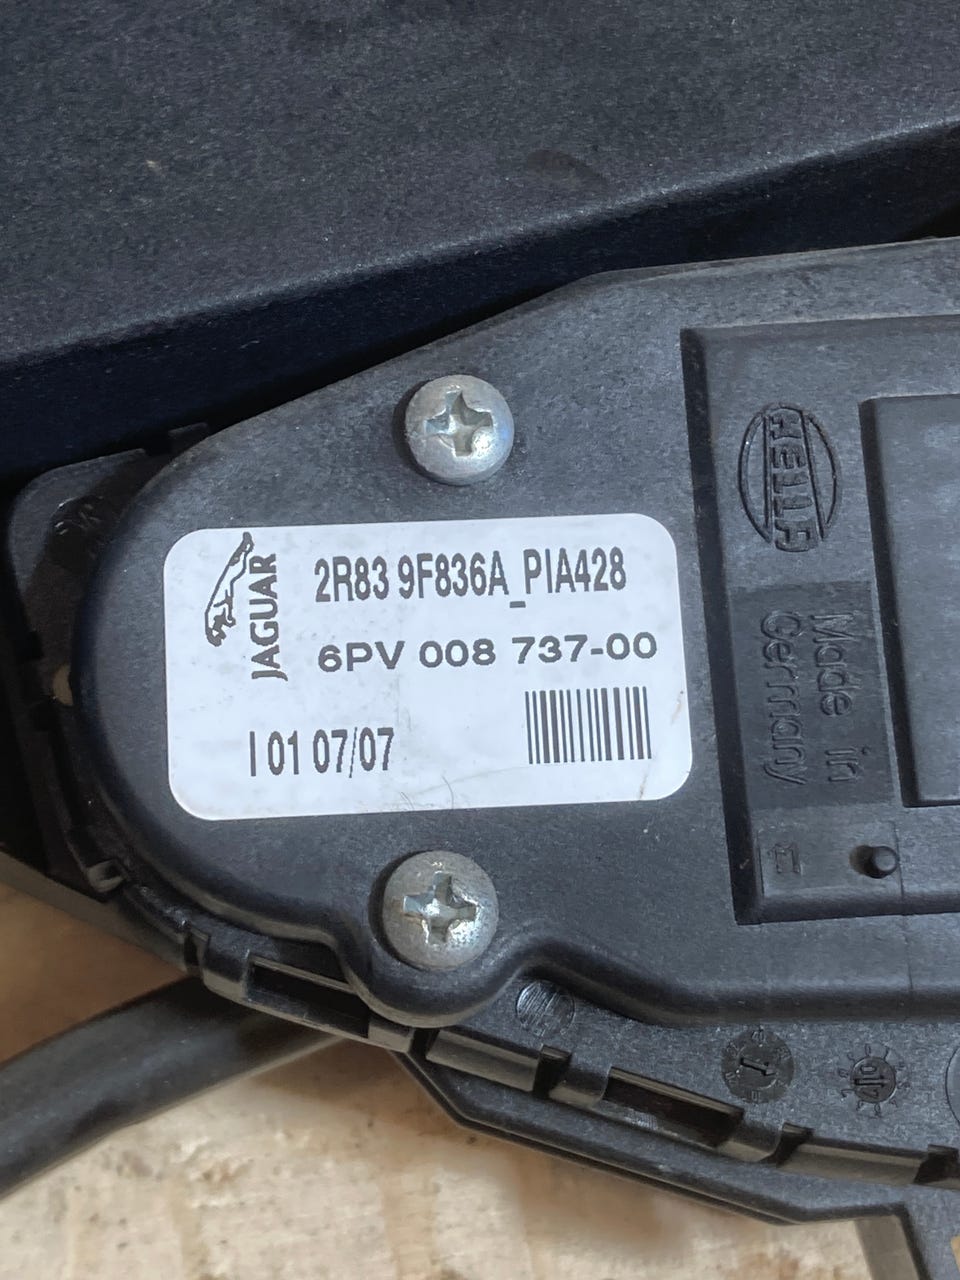 JAGUAR
2R83 9F836A_PIA428
6PV 008 737-00
I 01 07/07
HELLA
Made in
Germany